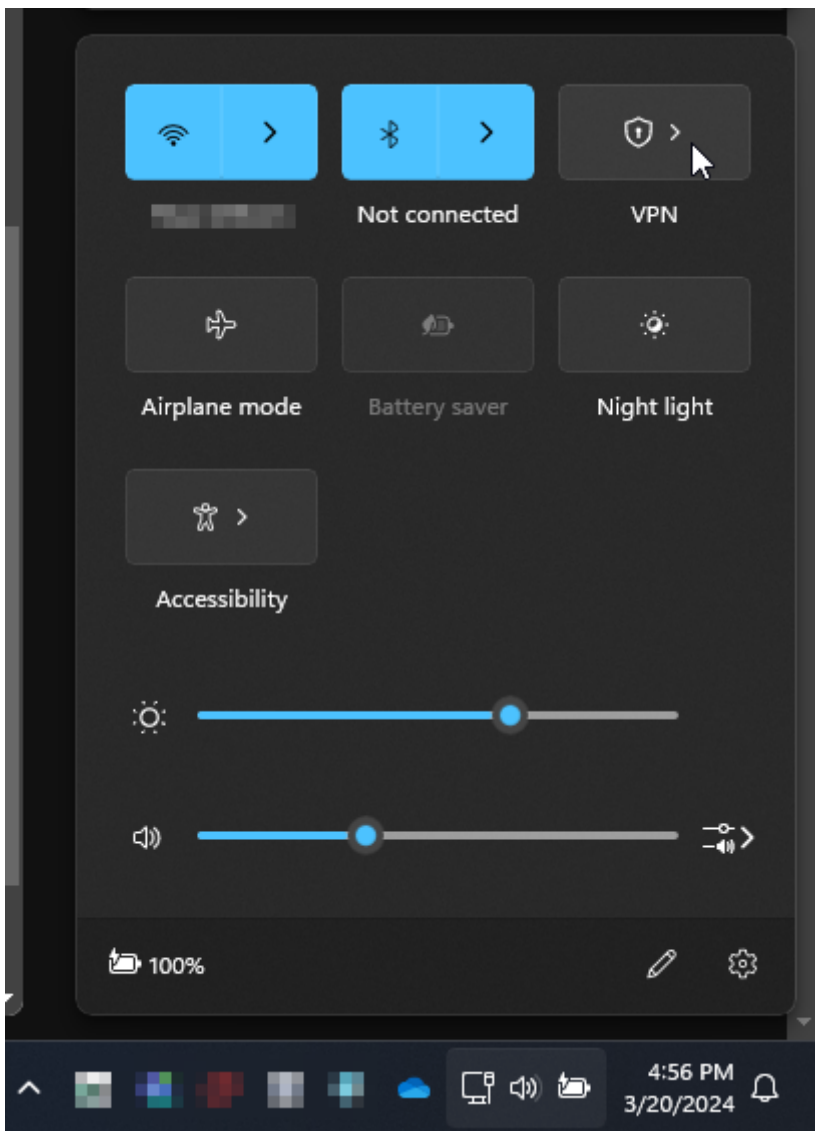 Not connected
VPN
Airplane mode
Battery saver
Night light
Accessibility
100%
4:56 PM
3/20/2024